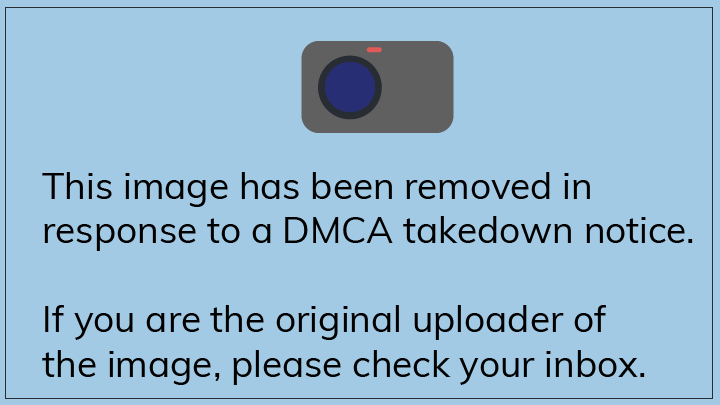 This image has been removed in
response to a DMCA takedown notice.
If you are the original uploader of
the image, please check your inbox.